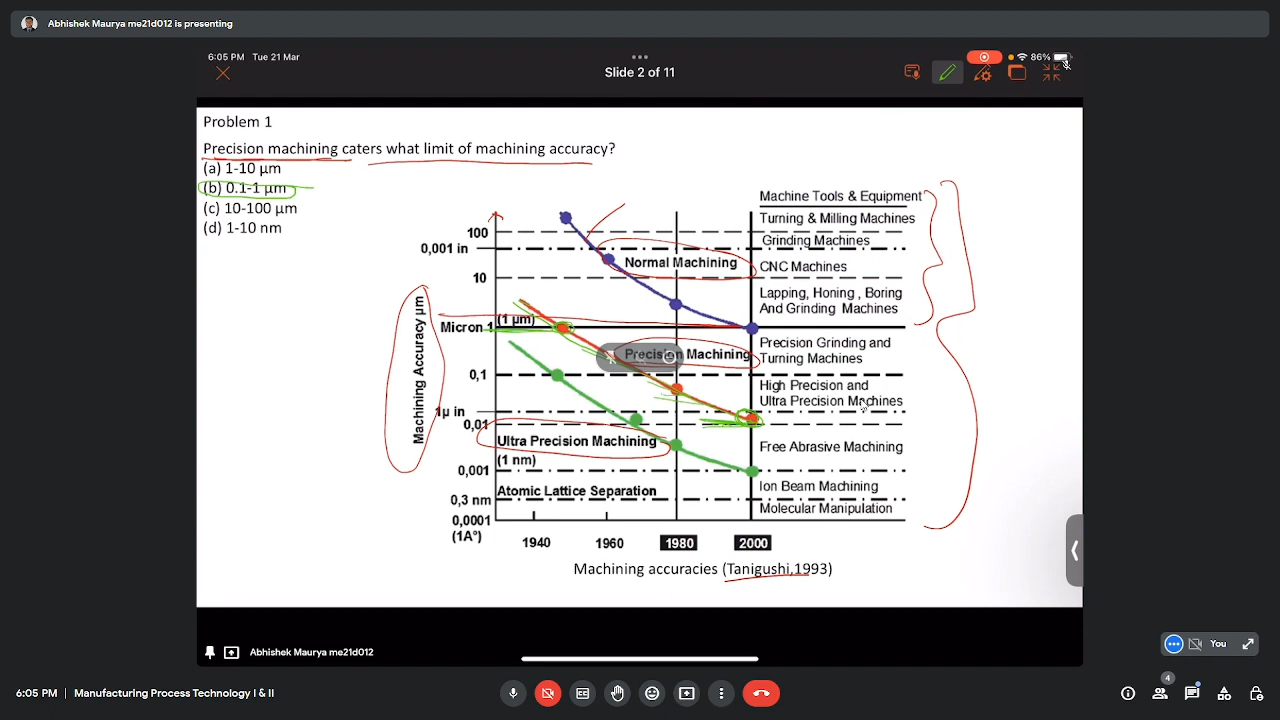 Abhishek Maurya me21d012 is presenting
6:05 PM Tue 21 Mar
86%
Slide 2 of 11
Problem 1
Precision machining caters what limit of machining accuracy?
(a) 1-10 µm
(b) 0.1-1 µm
(c) 10-100 µm
(d) 1-10 nm
Machine Tools & Equipment
Turning & Milling Machines
100
Grinding Machines
0,001 in
Normal Machining
CNC Machines
10
Lapping, Honing , Boring
And Grinding Machines
Machining Accuracy µm
Micron 1
(1 µm)
Precision Machining
Precision Grinding and
Turning Machines
0,1
High Precision and
Ultra Precision Machines
1µ in
0,01
Ultra Precision Machining
(1 nm)
Free Abrasive Machining
0,001
Atomic Lattice Separation
Ion Beam Machining
0,3 nm
Molecular Manipulation
0,0001
(1A°)
1940
1960
1980
2000
Machining accuracies (Tanigushi,1993)
Abhishek Maurya me21d012
You
4
6:05 PM | Manufacturing Process Technology I & II